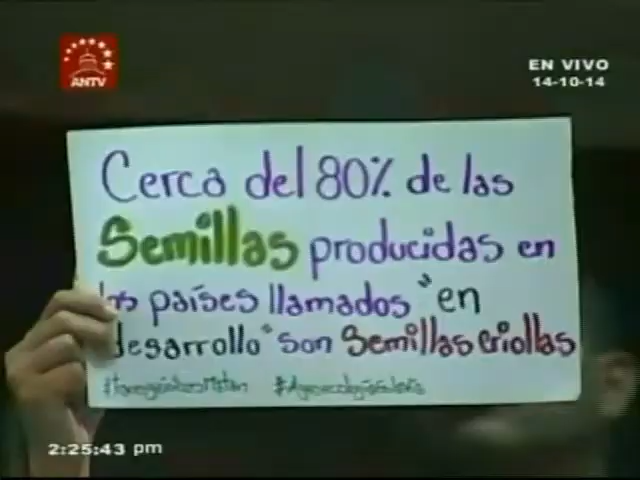 ANTV
EN VIVO
14-10-14
Cerca del 80% de las
Semillas producidas en
los países llamados "en
desarrollo" son Semillas criollas
2:25:43 pm